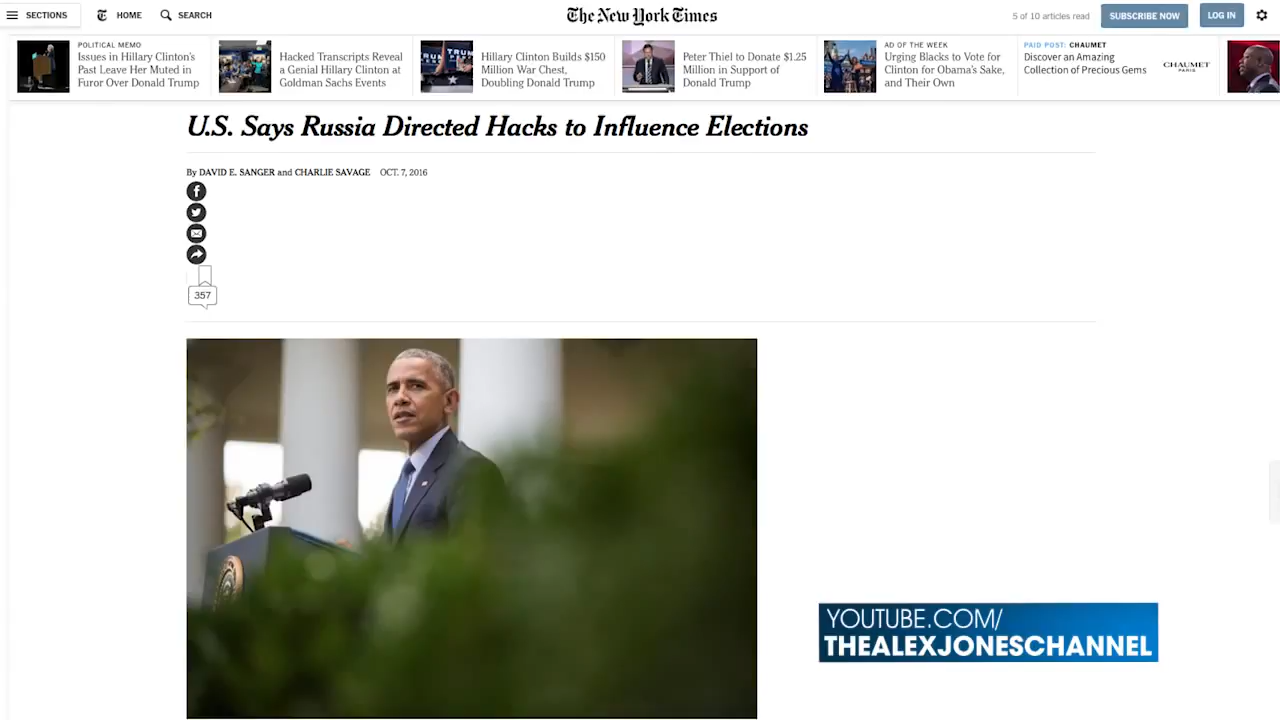 SECTIONS
HOME
SEARCH
The New York Times
5 of 10 articles read
SUBSCRIBE NOW
LOG IN
POLITICAL MEMO
Issues in Hillary Clinton's
Past Leave Her Muted in
Furor Over Donald Trump
Hacked Transcripts Reveal
a Genial Hillary Clinton at
Goldman Sachs Events
Hillary Clinton Builds $150
Million War Chest,
Doubling Donald Trump
Peter Thiel to Donate $1.25
Million in Support of
Donald Trump
AD OF THE WEEK
Urging Blacks to Vote for
Clinton for Obama's Sake,
and Their Own
PAID POST: CHAUMET
Discover an Amazing
Collection of Precious Gems
CHAUMET
PARIS
U.S. Says Russia Directed Hacks to Influence Elections
By DAVID E. SANGER and CHARLIE SAVAGE OCT. 7, 2016
357
YOUTUBE.COM/
THEALEXJONESCHANNEL